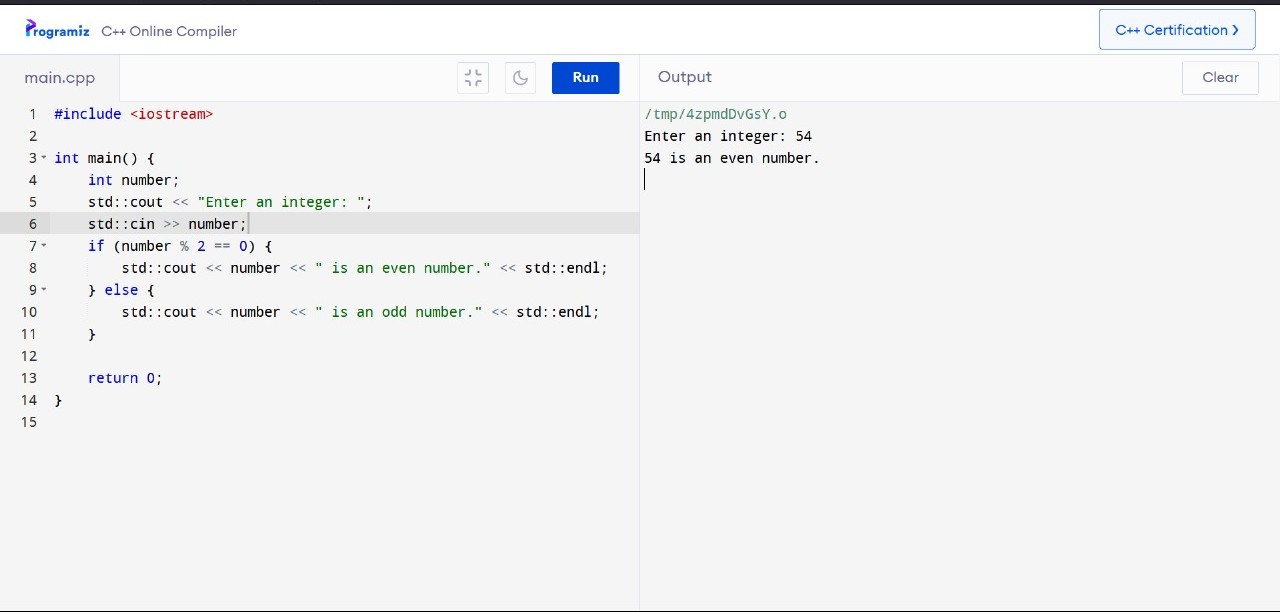 Programiz C++ Online Compiler
C++ Certification ❯
main.cpp
Run
1 #include <iostream>
2
3 int main() {
4     int number;
5     std::cout << "Enter an integer: ";
6     std::cin >> number;
7     if (number % 2 == 0) {
8         std::cout << number << " is an even number." << std::endl;
9     } else {
10         std::cout << number << " is an odd number." << std::endl;
11     }
12
13     return 0;
14 }
15
Output
Clear
/tmp/4zpmdDvGsY.o
Enter an integer: 54
54 is an even number.